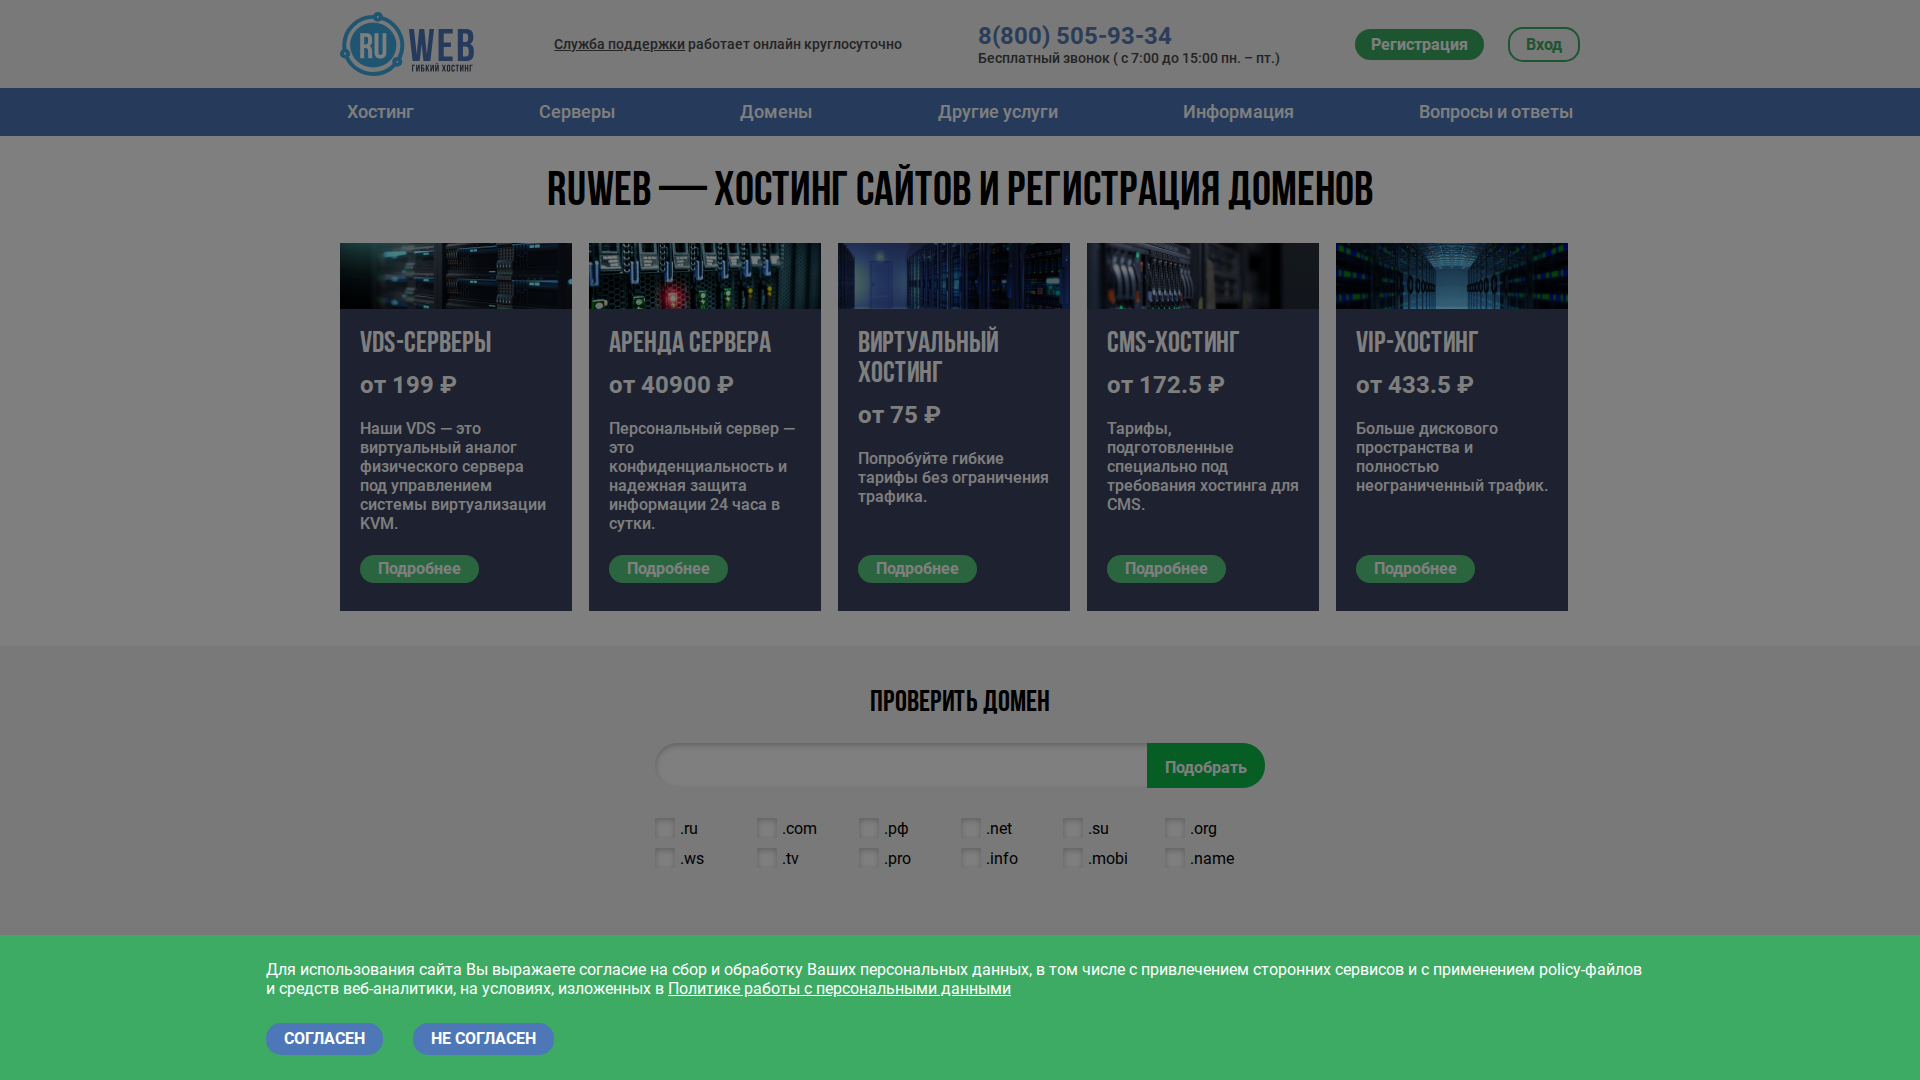 RU WEB
ГИБКИЙ ХОСТИНГ
Служба поддержки работает онлайн круглосуточно
8(800) 505-93-34
Бесплатный звонок ( с 7:00 до 15:00 пн. – пт.)
Регистрация
Вход
Хостинг
Серверы
Домены
Другие услуги
Информация
Вопросы и ответы
RUWEB — ХОСТИНГ САЙТОВ И РЕГИСТРАЦИЯ ДОМЕНОВ
VDS-СЕРВЕРЫ
от 199 ₽
Наши VDS — это
виртуальный аналог
физического сервера
под управлением
системы виртуализации
KVM.
Подробнее
АРЕНДА СЕРВЕРА
от 40900 ₽
Персональный сервер —
это
конфиденциальность и
надежная защита
информации 24 часа в
сутки.
Подробнее
ВИРТУАЛЬНЫЙ
ХОСТИНГ
от 75 ₽
Попробуйте гибкие
тарифы без ограничения
трафика.
Подробнее
CMS-ХОСТИНГ
от 172.5 ₽
Тарифы,
подготовленные
специально под
требования хостинга для
CMS.
Подробнее
VIP-ХОСТИНГ
от 433.5 ₽
Больше дискового
пространства и
полностью
неограниченный трафик.
Подробнее
ПРОВЕРИТЬ ДОМЕН
Подобрать
.ru .com .рф .net .su .org
.ws .tv .pro .info .mobi .name
Для использования сайта Вы выражаете согласие на сбор и обработку Ваших персональных данных, в том числе с привлечением сторонних сервисов и с применением policy-файлов
и средств веб-аналитики, на условиях, изложенных в Политике работы с персональными данными
СОГЛАСЕН
НЕ СОГЛАСЕН